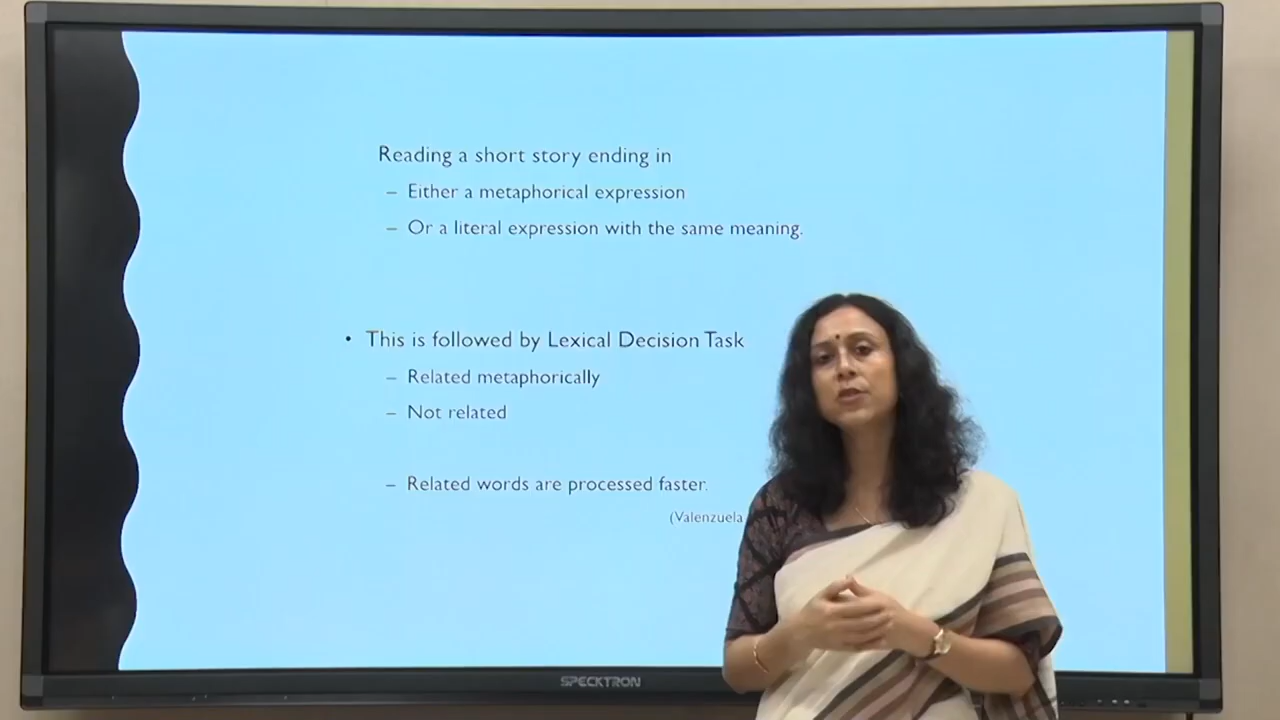 Reading a short story ending in
– Either a metaphorical expression
– Or a literal expression with the same meaning.
• This is followed by Lexical Decision Task
– Related metaphorically
– Not related
– Related words are processed faster.
(Valenzuela
SPECKTRON